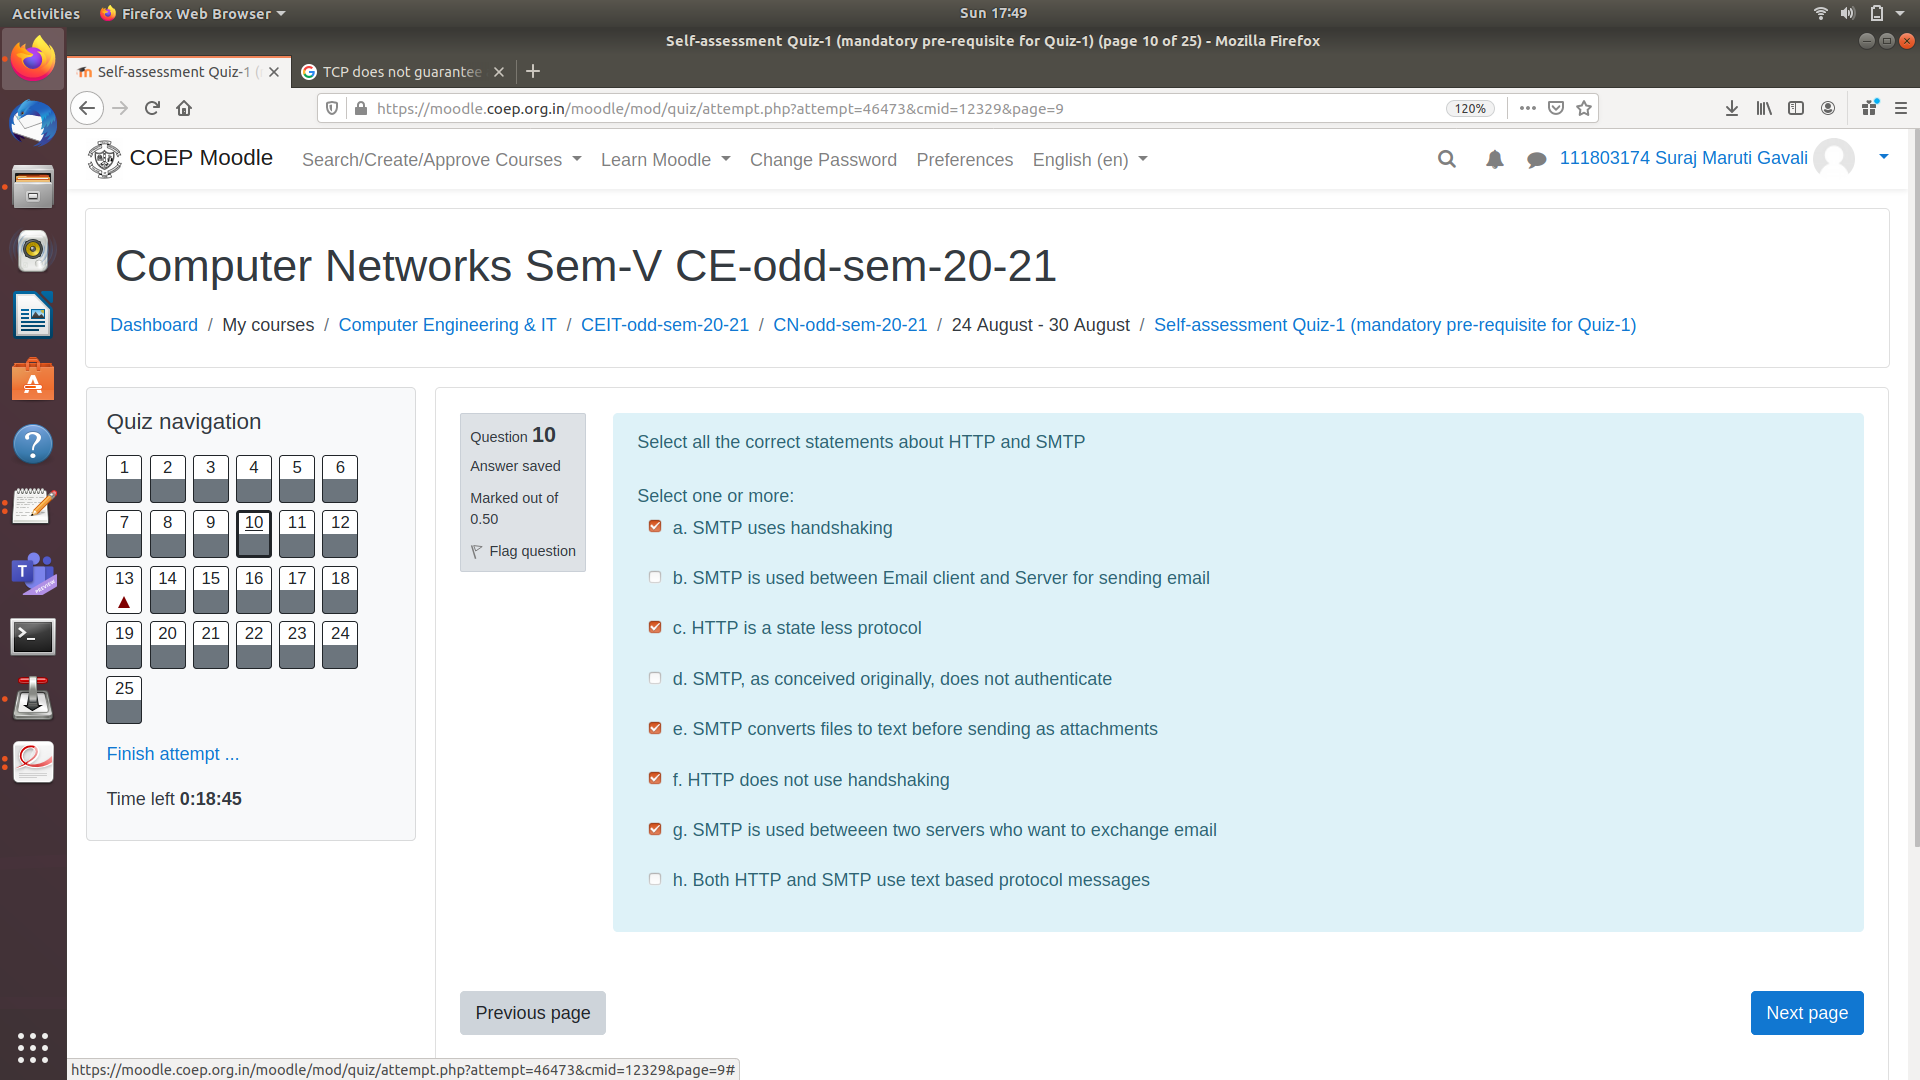 Activities Firefox Web Browser Sun 17:49
Self-assessment Quiz-1 (mandatory pre-requisite for Quiz-1) (page 10 of 25) - Mozilla Firefox
Self-assessment Quiz-1 ( TCP does not guarantee
https://moodle.coep.org.in/moodle/mod/quiz/attempt.php?attempt=46473&cmid=12329&page=9 120%
COEP Moodle Search/Create/Approve Courses Learn Moodle Change Password Preferences English (en) 111803174 Suraj Maruti Gavali
Computer Networks Sem-V CE-odd-sem-20-21
Dashboard / My courses / Computer Engineering & IT / CEIT-odd-sem-20-21 / CN-odd-sem-20-21 / 24 August - 30 August / Self-assessment Quiz-1 (mandatory pre-requisite for Quiz-1)
Quiz navigation
1 2 3 4 5 6
7 8 9 10 11 12
13 14 15 16 17 18
19 20 21 22 23 24
25
Finish attempt ...
Time left 0:18:45
Question 10
Answer saved
Marked out of
0.50
Flag question
Select all the correct statements about HTTP and SMTP
Select one or more:
a. SMTP uses handshaking
b. SMTP is used between Email client and Server for sending email
c. HTTP is a state less protocol
d. SMTP, as conceived originally, does not authenticate
e. SMTP converts files to text before sending as attachments
f. HTTP does not use handshaking
g. SMTP is used betweeen two servers who want to exchange email
h. Both HTTP and SMTP use text based protocol messages
Previous page Next page
https://moodle.coep.org.in/moodle/mod/quiz/attempt.php?attempt=46473&cmid=12329&page=9#